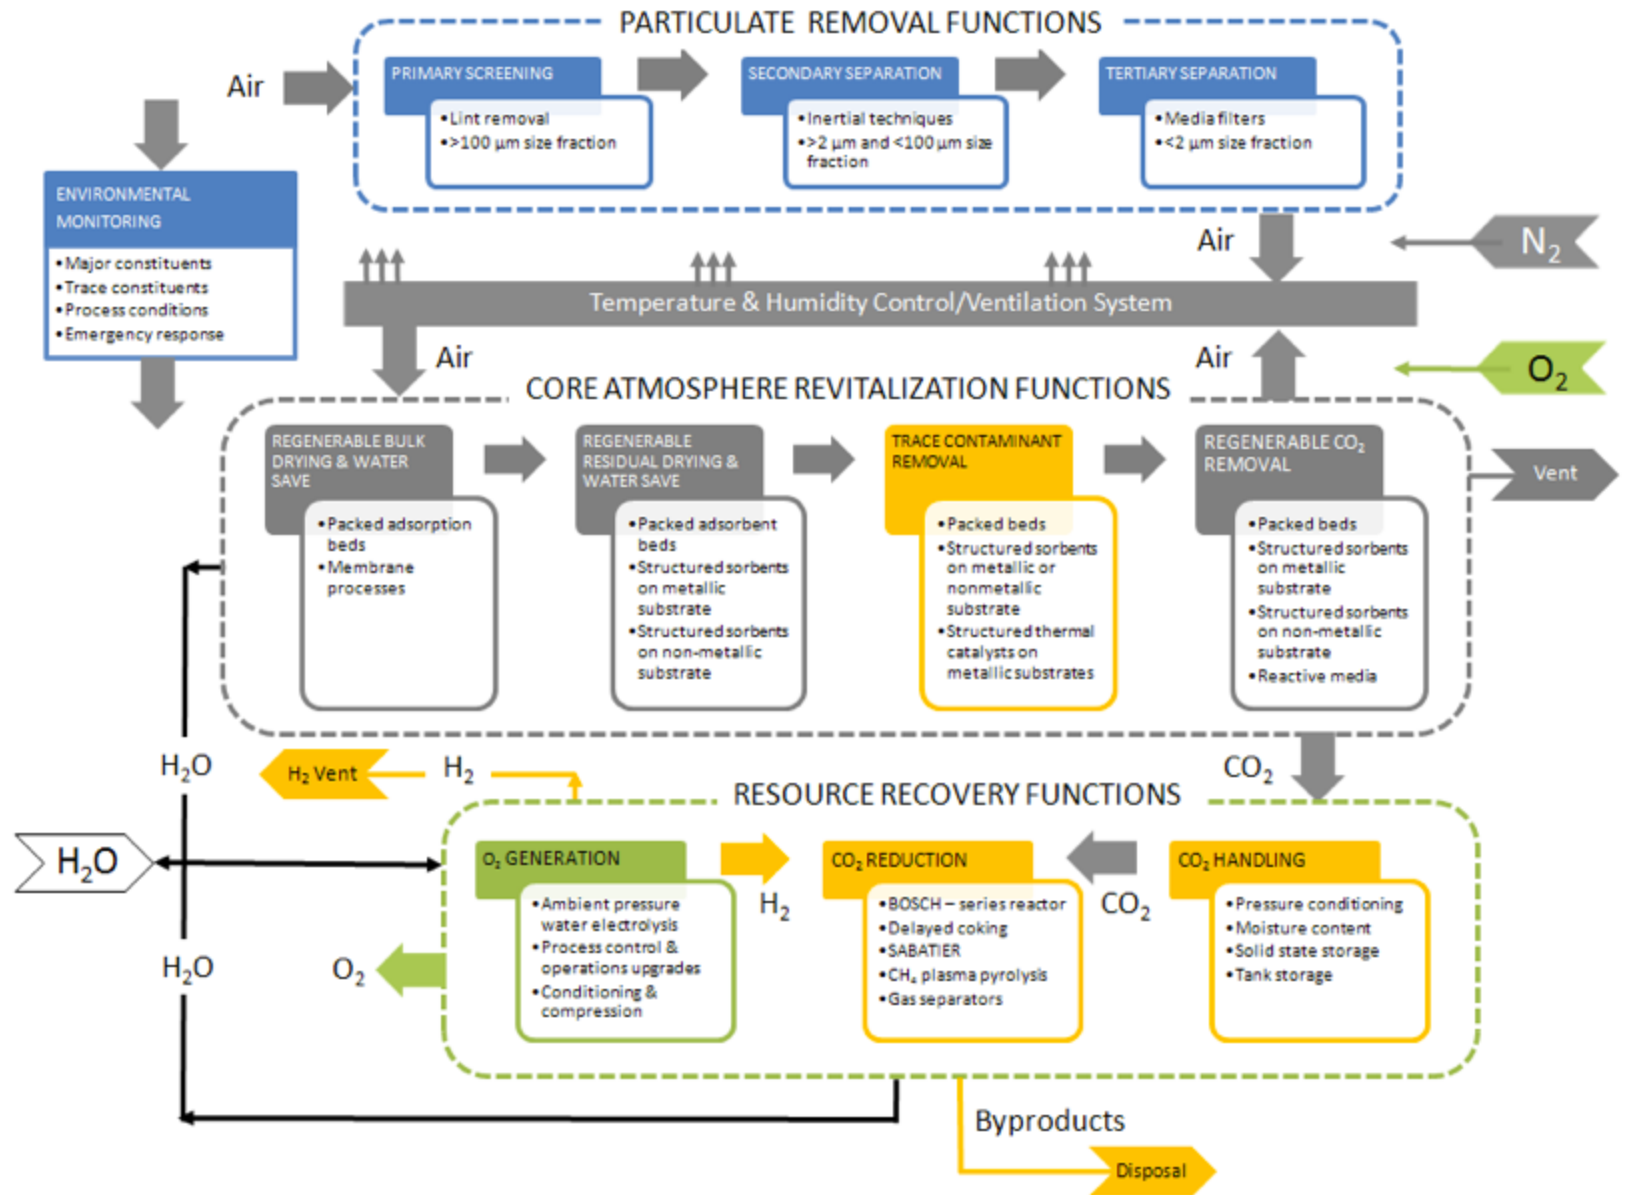 PARTICULATE REMOVAL FUNCTIONS
Air
PRIMARY SCREENING
•Lint removal
•>100 µm size fraction
SECONDARY SEPARATION
•Inertial techniques
•>2 µm and <100 µm size
fraction
TERTIARY SEPARATION
•Media filters
•<2 µm size fraction
ENVIRONMENTAL
MONITORING
•Major constituents
•Trace constituents
•Process conditions
•Emergency response
Air
N₂
Temperature & Humidity Control/Ventilation System
Air
Air
O₂
CORE ATMOSPHERE REVITALIZATION FUNCTIONS
REGENERABLE BULK
DRYING & WATER
SAVE
•Packed adsorption
beds
•Membrane
processes
REGENERABLE
RESIDUAL DRYING &
WATER SAVE
•Packed adsorbent
beds
•Structured sorbents
on metallic
substrate
•Structured sorbents
on non-metallic
substrate
TRACE CONTAMINANT
REMOVAL
•Packed beds
•Structured sorbents
on metallic or
nonmetallic
substrate
•Structured thermal
catalysts on
metallic substrates
REGENERABLE CO₂
REMOVAL
•Packed beds
•Structured sorbents
on metallic
substrate
•Structured sorbents
on non-metallic
substrate
•Reactive media
Vent
H₂O
H₂ Vent
H₂
CO₂
RESOURCE RECOVERY FUNCTIONS
H₂O
O₂ GENERATION
•Ambient pressure
water electrolysis
•Process control &
operations upgrades
•Conditioning &
compression
H₂
CO₂ REDUCTION
•BOSCH – series reactor
•Delayed coking
•SABATIER
•CH₄ plasma pyrolysis
•Gas separators
CO₂
CO₂ HANDLING
•Pressure conditioning
•Moisture content
•Solid state storage
•Tank storage
H₂O
O₂
Byproducts
Disposal